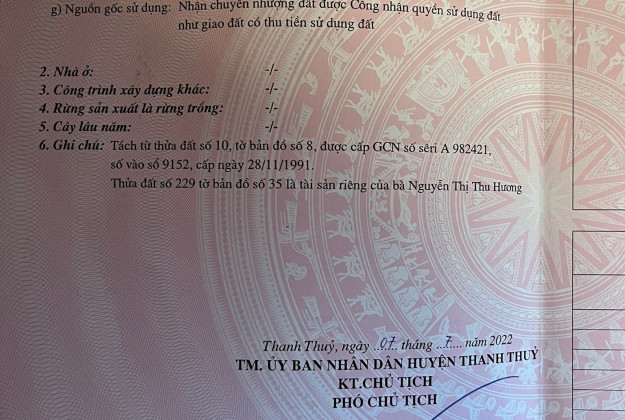 g) Nguồn gốc sử dụng: Nhận chuyển nhượng đất được Công nhận quyền sử dụng đất
như giao đất có thu tiền sử dụng đất
2. Nhà ở: -/-
3. Công trình xây dựng khác: -/-
4. Rừng sản xuất là rừng trồng: -/-
5. Cây lâu năm: -/-
6. Ghi chú: Tách từ thửa đất số 10, tờ bản đồ số 8, được cấp GCN số sêri A 982421,
số vào sổ 9152, cấp ngày 28/11/1991.
Thửa đất số 229 tờ bản đồ số 35 là tài sản riêng của bà Nguyễn Thị Thu Hương
Thanh Thuỷ, ngày ..07.. tháng ...7.... năm 2022
TM. ỦY BAN NHÂN DÂN HUYỆN THANH THUỶ
KT.CHỦ TỊCH
PHÓ CHỦ TỊCH